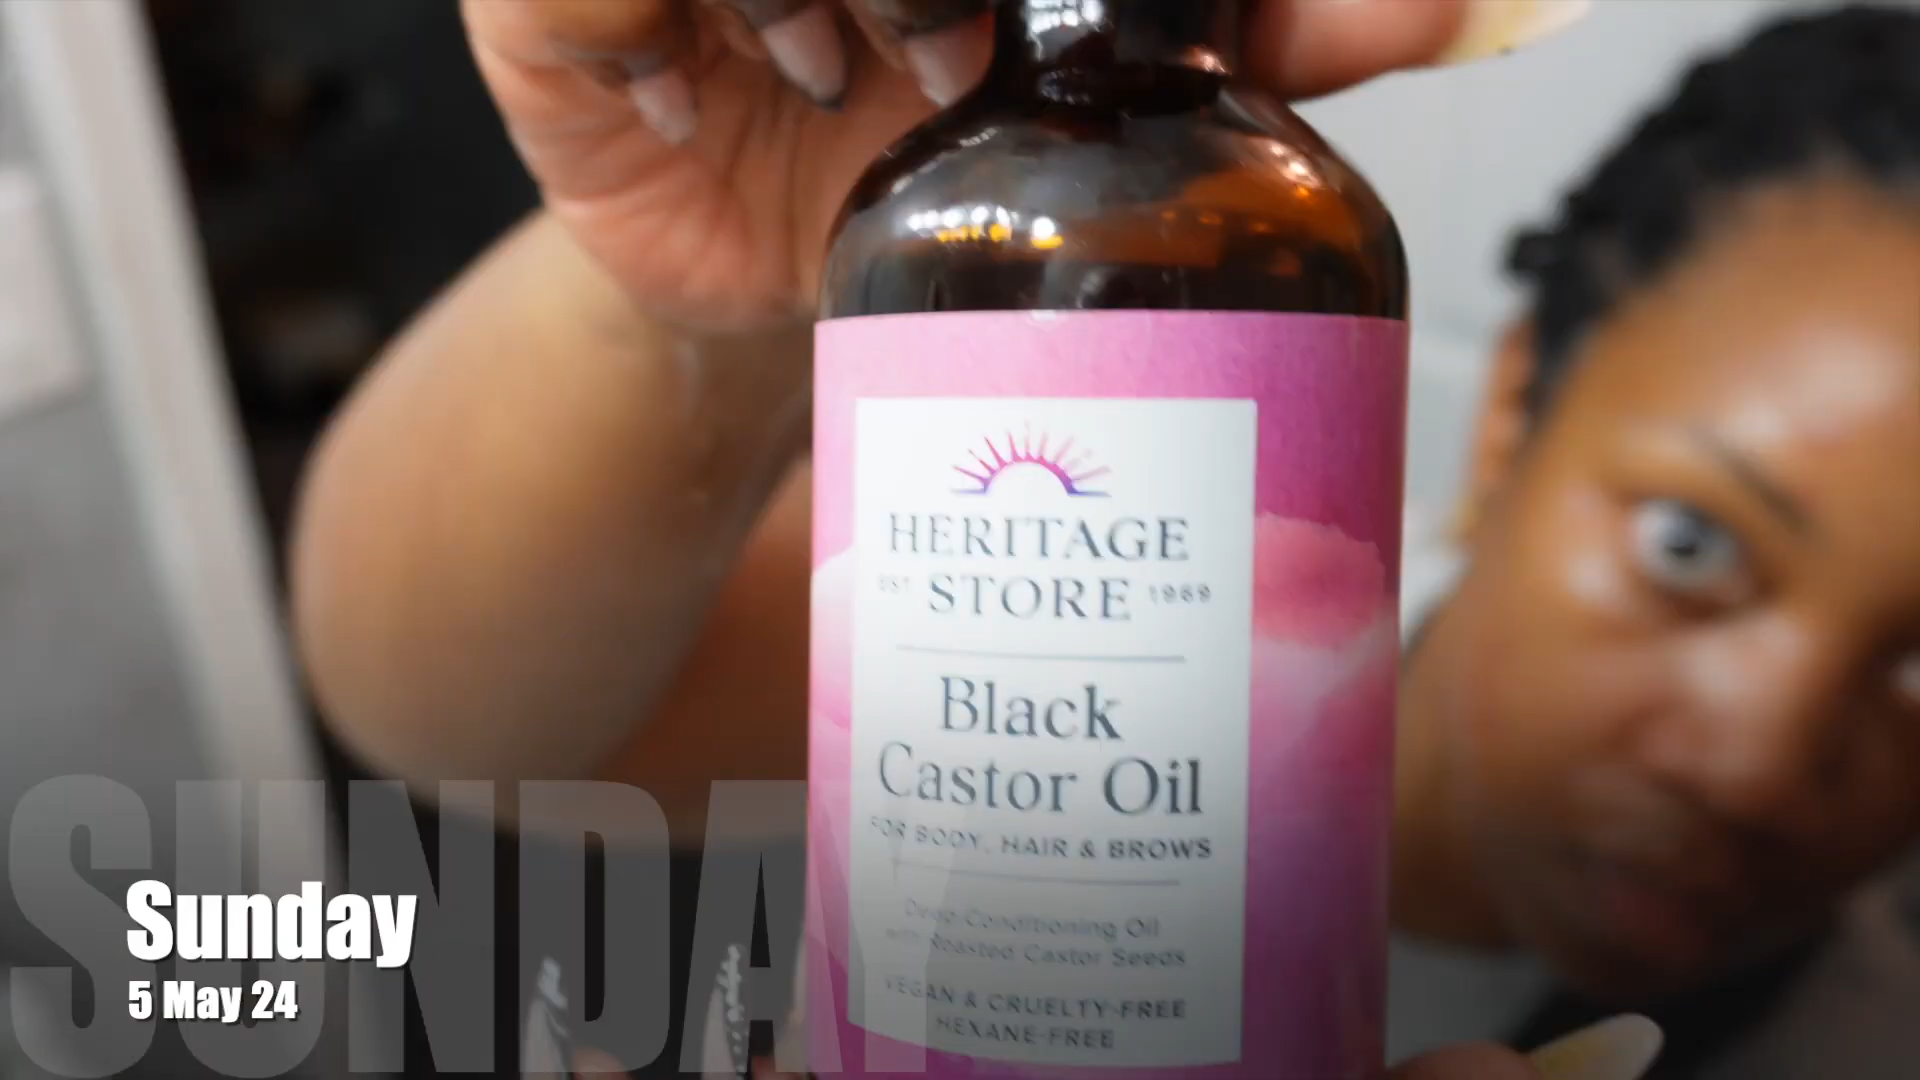 HERITAGE
EST STORE 1969
Black
Castor Oil
FOR BODY, HAIR & BROWS
Deep Conditioning Oil
with Roasted Castor Seeds
VEGAN & CRUELTY-FREE
HEXANE-FREE
SUNDAY
Sunday
5 May 24